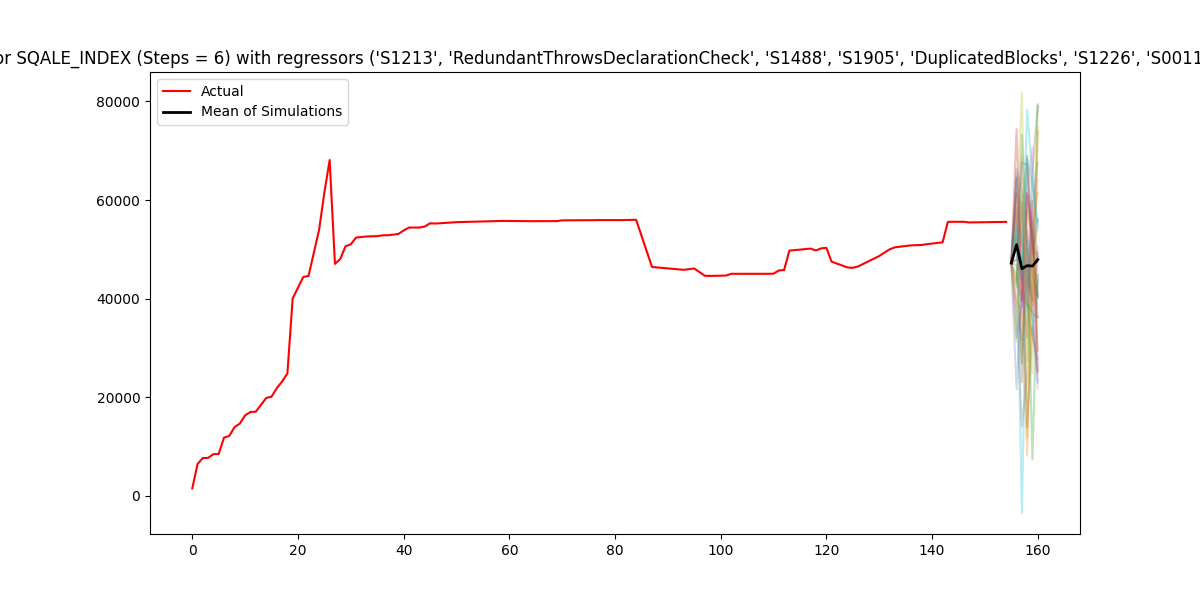 or SQALE_INDEX (Steps = 6) with regressors ('S1213', 'RedundantThrowsDeclarationCheck', 'S1488', 'S1905', 'DuplicatedBlocks', 'S1226', 'S0011
Actual
Mean of Simulations
80000
60000
40000
20000
0
0 20 40 60 80 100 120 140 160